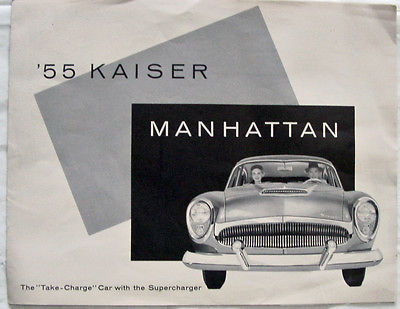 '55 KAISER
MANHATTAN
The "Take-Charge" Car with the Supercharger